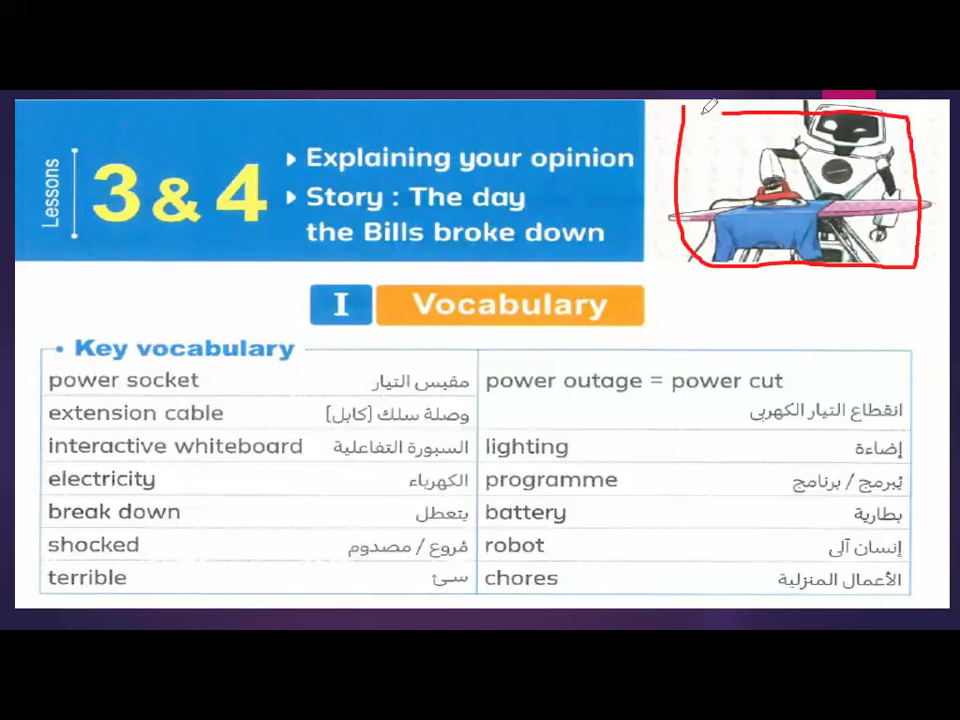 Lessons
3 & 4
Explaining your opinion
Story : The day
the Bills broke down
I Vocabulary
Key vocabulary
power socket مقبس التيار
extension cable وصلة سلك [كابل]
interactive whiteboard السبورة التفاعلية
electricity الكهرباء
break down يتعطل
shocked مُروع / مصدوم
terrible سئ
power outage = power cut
انقطاع التيار الكهربى
lighting إضاءة
programme يُبرمج / برنامج
battery بطارية
robot إنسان آلى
chores الأعمال المنزلية